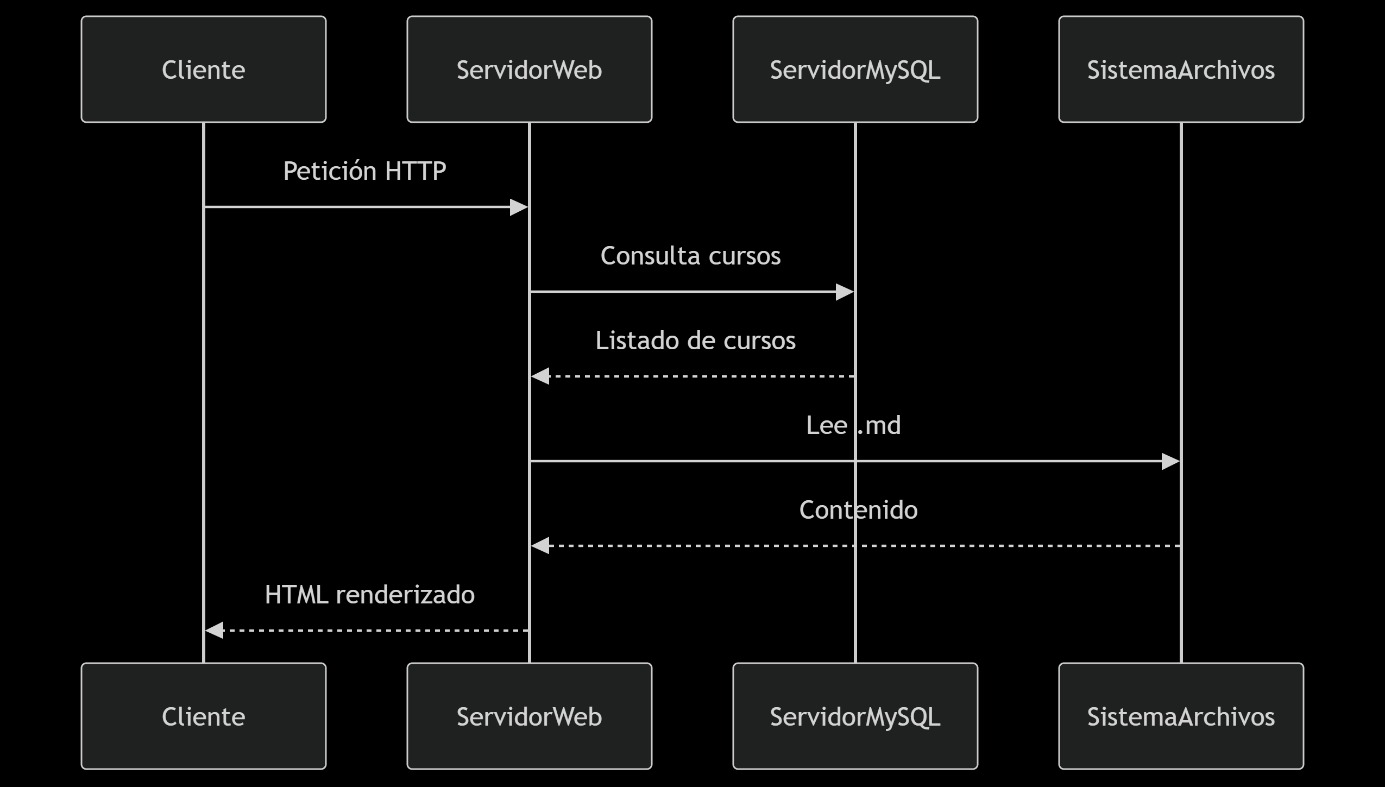 Cliente
ServidorWeb
ServidorMySQL
SistemaArchivos
Petición HTTP
Consulta cursos
Listado de cursos
Lee .md
Contenido
HTML renderizado
Cliente
ServidorWeb
ServidorMySQL
SistemaArchivos